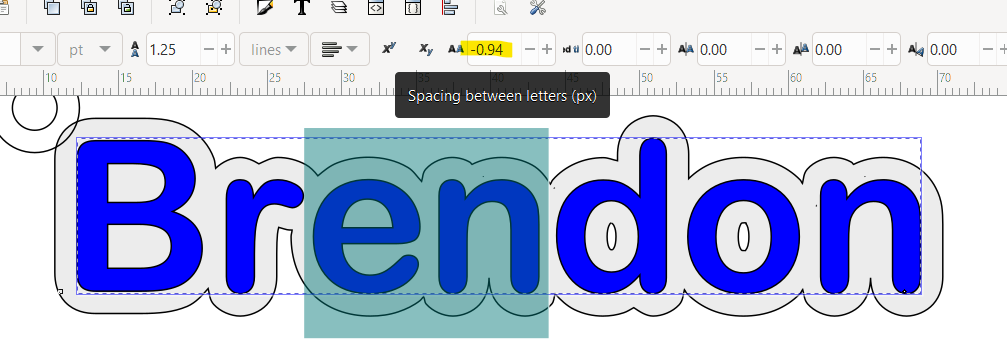 pt 1.25 lines -0.94 0.00 0.00 0.00 0.00
10 15 20 25 30 35 40 45 50 55 60 65 70
Spacing between letters (px)
Brendon